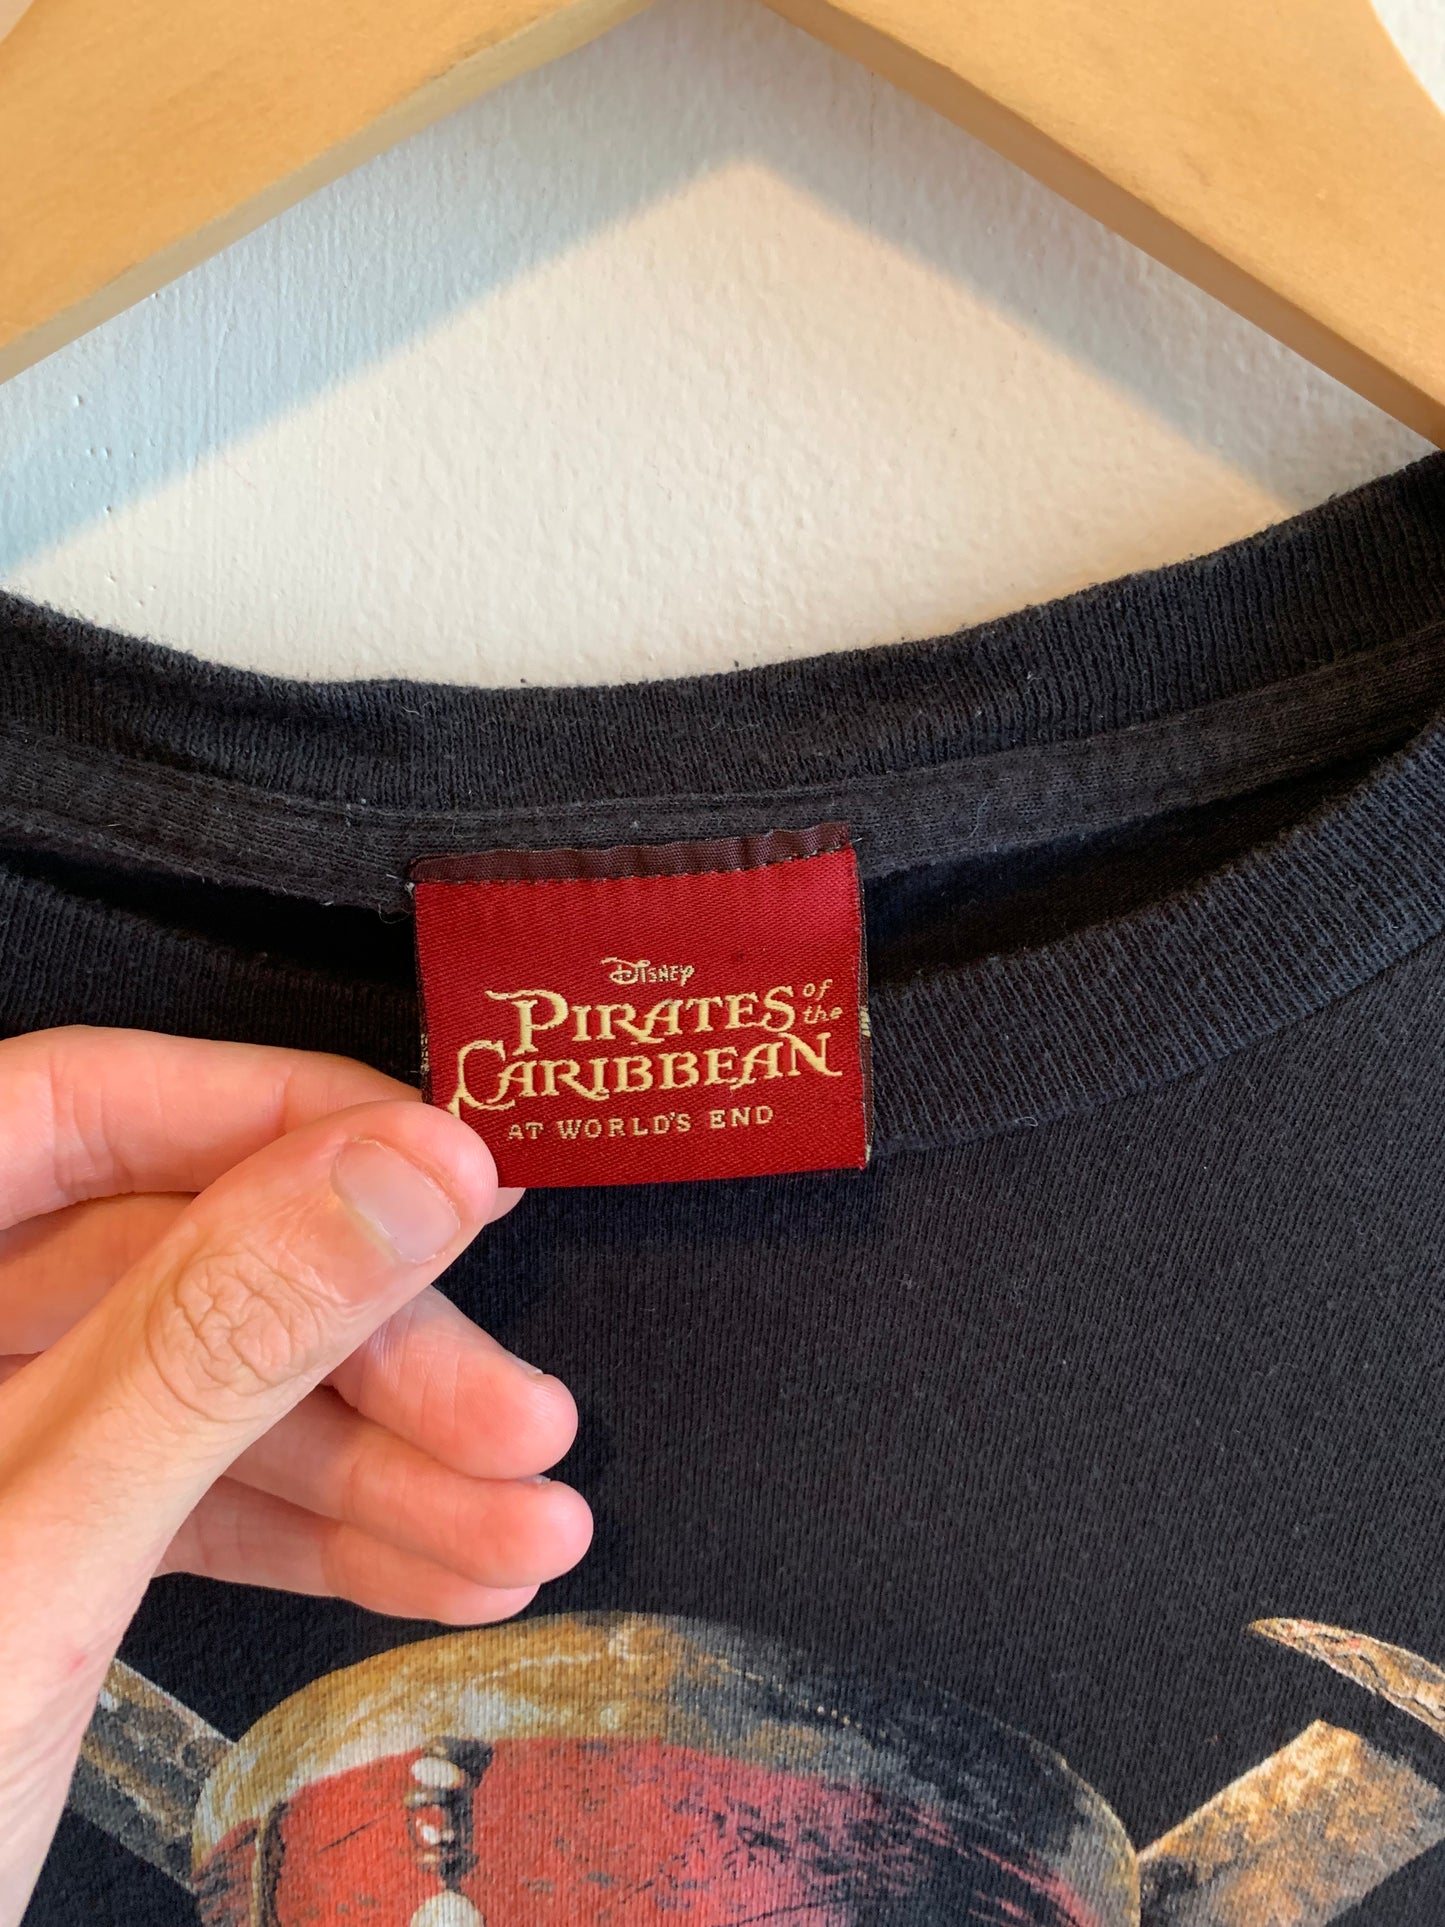 Disney
PIRATES of the
CARIBBEAN
AT WORLD'S END